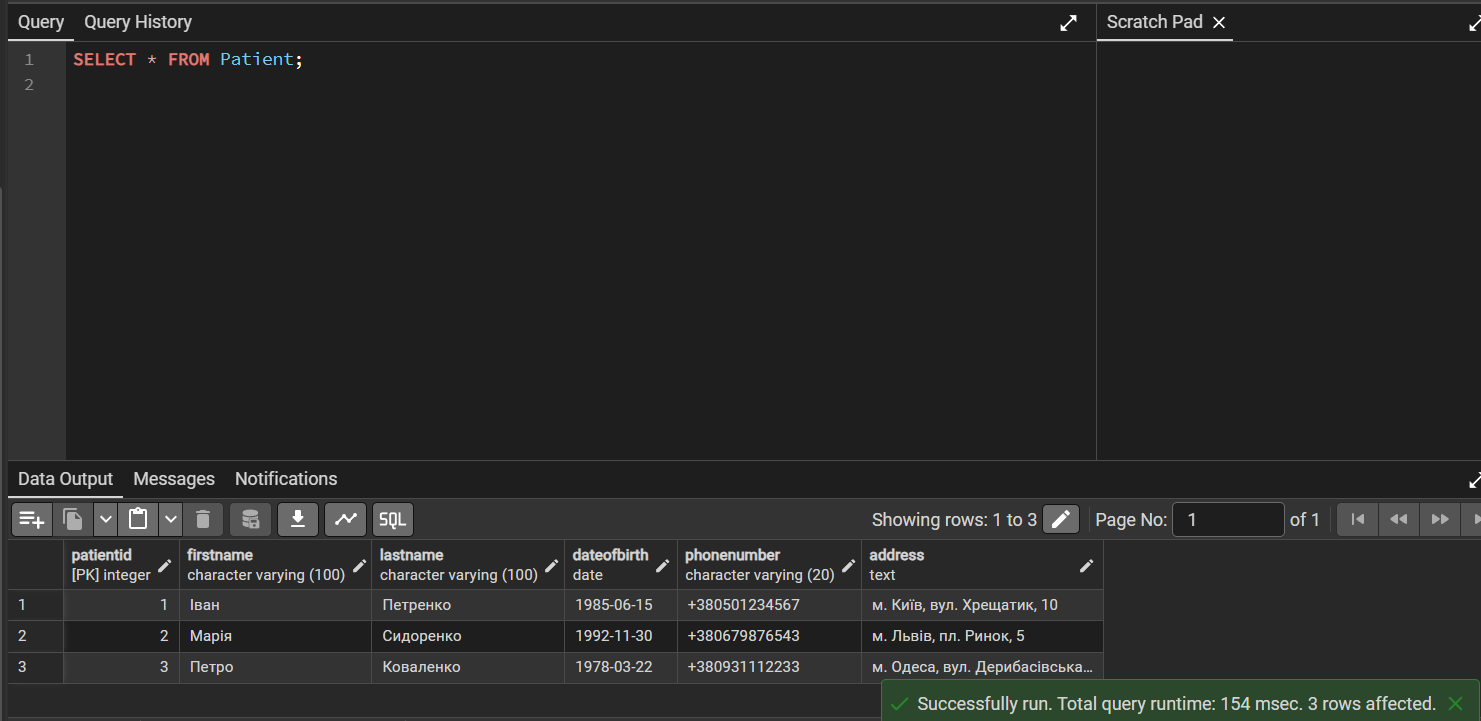 Query Query History Scratch Pad
1 SELECT * FROM Patient;
2
Data Output Messages Notifications
SQL Showing rows: 1 to 3 Page No: 1 of 1
patientid firstname lastname dateofbirth phonenumber address
[PK] integer character varying (100) character varying (100) date character varying (20) text
1 1 Іван Петренко 1985-06-15 +380501234567 м. Київ, вул. Хрещатик, 10
2 2 Марія Сидоренко 1992-11-30 +380679876543 м. Львів, пл. Ринок, 5
3 3 Петро Коваленко 1978-03-22 +380931112233 м. Одеса, вул. Дерибасівська...
Successfully run. Total query runtime: 154 msec. 3 rows affected.